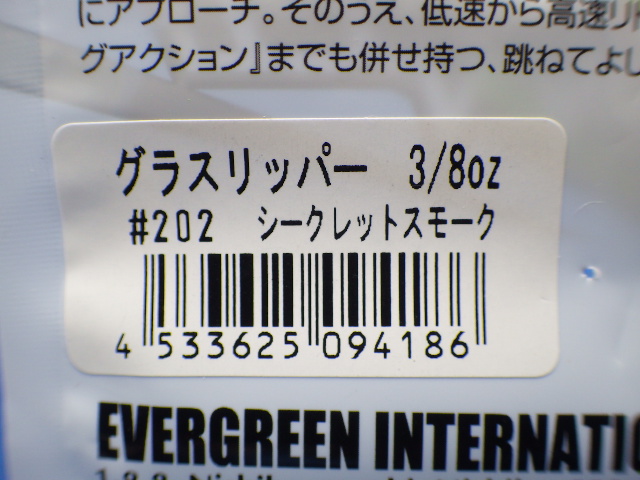 にアプローチ。そのうえ、低速から高速リ
グアクション』までも併せ持つ、跳ねてよし
グラスリッパー 3/8oz
#202 シークレットスモーク
4 533625 094186
EVERGREEN INTERNATIO